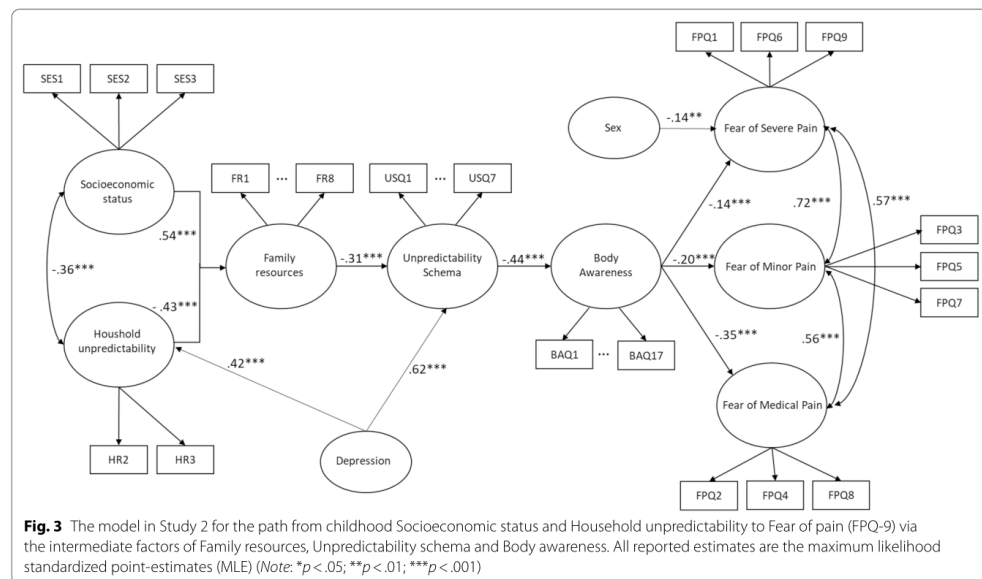 FPQ1 FPQ6 FPQ9
SES1 SES2 SES3
Sex
-.14**
Fear of Severe Pain
FR1 ... FR8
USQ1 ... USQ7
Socioeconomic
status
.54***
-.14***
.72***
.57***
FPQ3
-.36***
Family
resources
-.31***
Unpredictability
Schema
-.44***
Body
Awareness
-.20***
Fear of Minor Pain
FPQ5
- .43***
FPQ7
Houshold
unpredictability
-.35***
.56***
BAQ1 ... BAQ17
.42***
.62***
Fear of Medical Pain
HR2 HR3
Depression
FPQ2 FPQ4 FPQ8
Fig. 3 The model in Study 2 for the path from childhood Socioeconomic status and Household unpredictability to Fear of pain (FPQ-9) via
the intermediate factors of Family resources, Unpredictability schema and Body awareness. All reported estimates are the maximum likelihood
standardized point-estimates (MLE) (Note: *p < .05; **p < .01; ***p < .001)